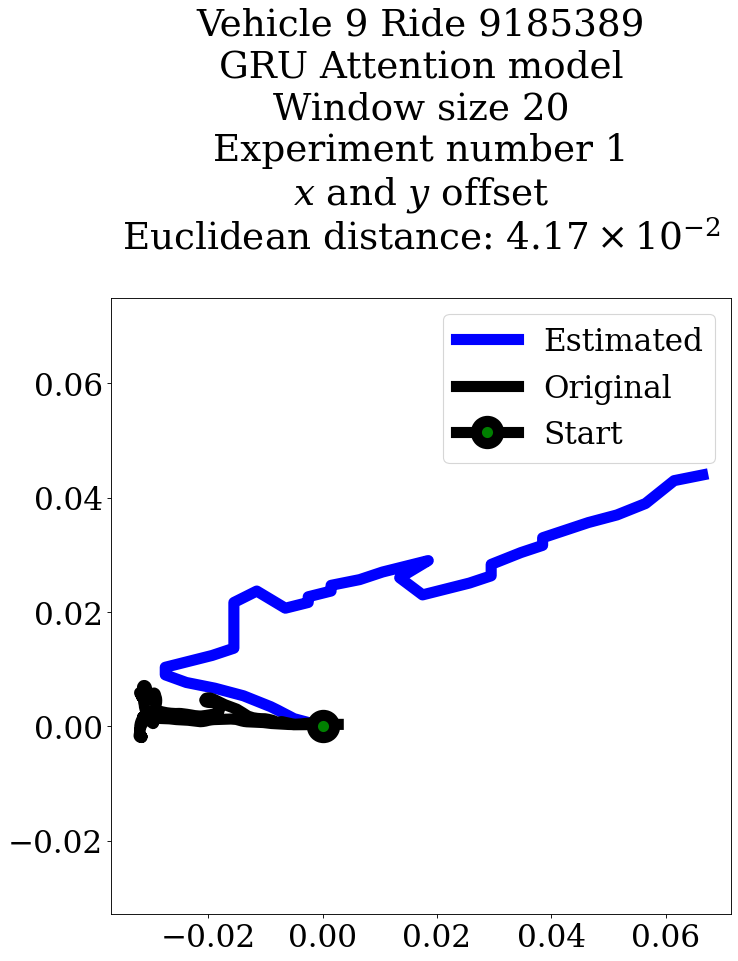 Vehicle 9 Ride 9185389
GRU Attention model
Window size 20
Experiment number 1
x and y offset
Euclidean distance: 4.17 × 10⁻²
Estimated
Original
Start
0.06
0.04
0.02
0.00
−0.02
−0.02 0.00 0.02 0.04 0.06